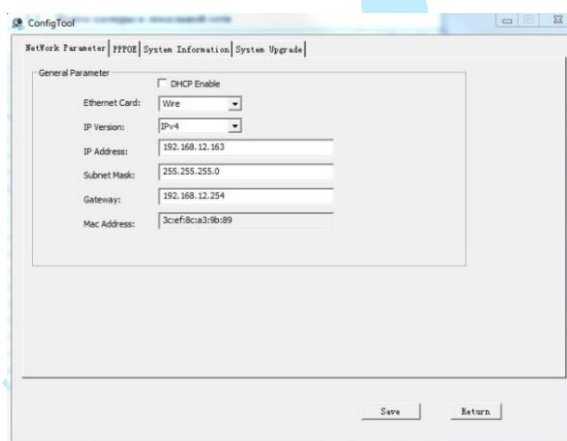 ConfigTool
NetWork Parameter PPPOE System Information System Upgrade
General Parameter
DHCP Enable
Ethernet Card: Wire
IP Version: IPv4
IP Address: 192.168.12.163
Subnet Mask: 255.255.255.0
Gateway: 192.168.12.254
Mac Address: 3c:ef:8c:a3:9b:89
Save Return